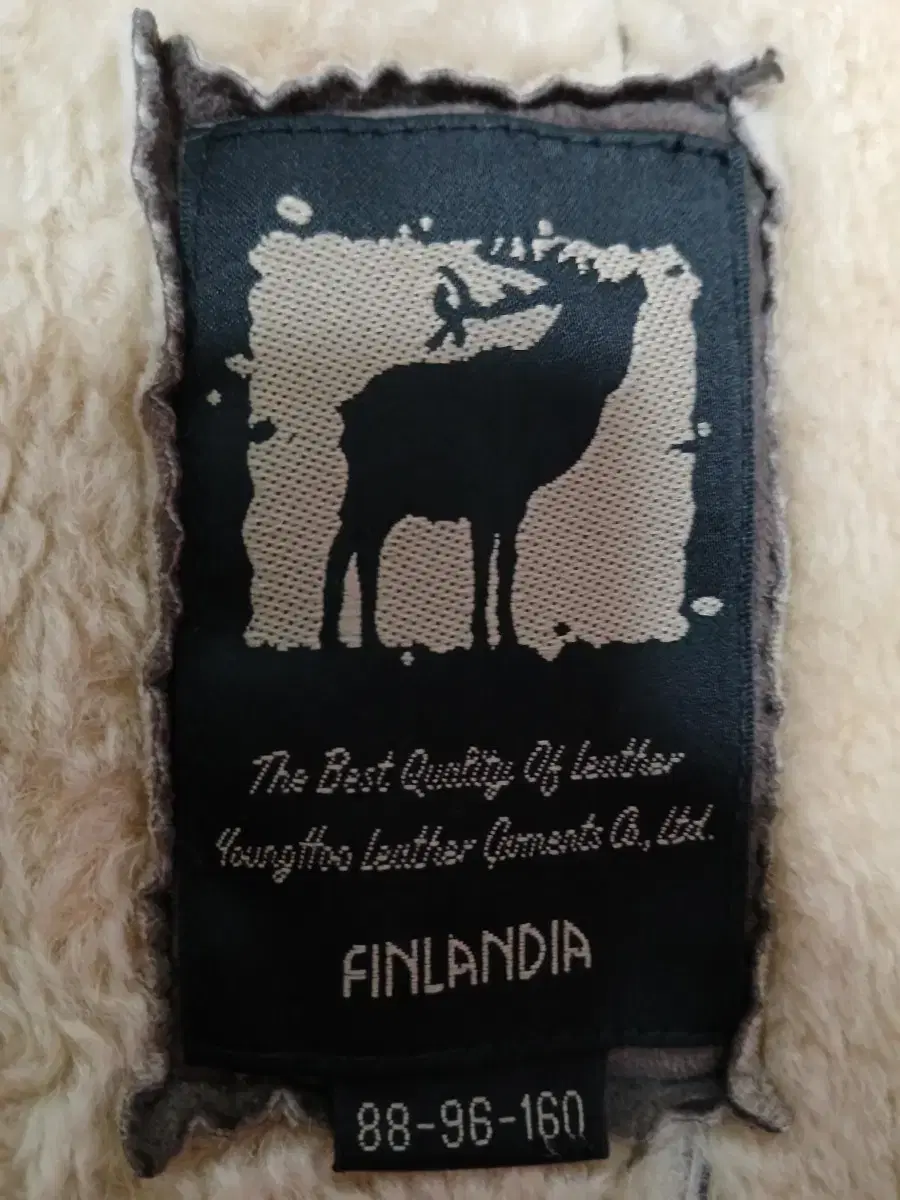 The Best Quality Of Leather
YoungHoo Leather Garments Co., Ltd.
FINLANDIA
88-96-160